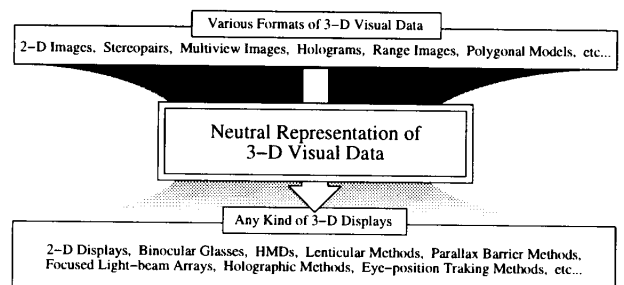 Various Formats of 3-D Visual Data
2-D Images, Stereopairs, Multiview Images, Holograms, Range Images, Polygonal Models, etc...
Neutral Representation of
3-D Visual Data
Any Kind of 3-D Displays
2-D Displays, Binocular Glasses, HMDs, Lenticular Methods, Parallax Barrier Methods,
Focused Light-beam Arrays, Holographic Methods, Eye-position Traking Methods, etc...